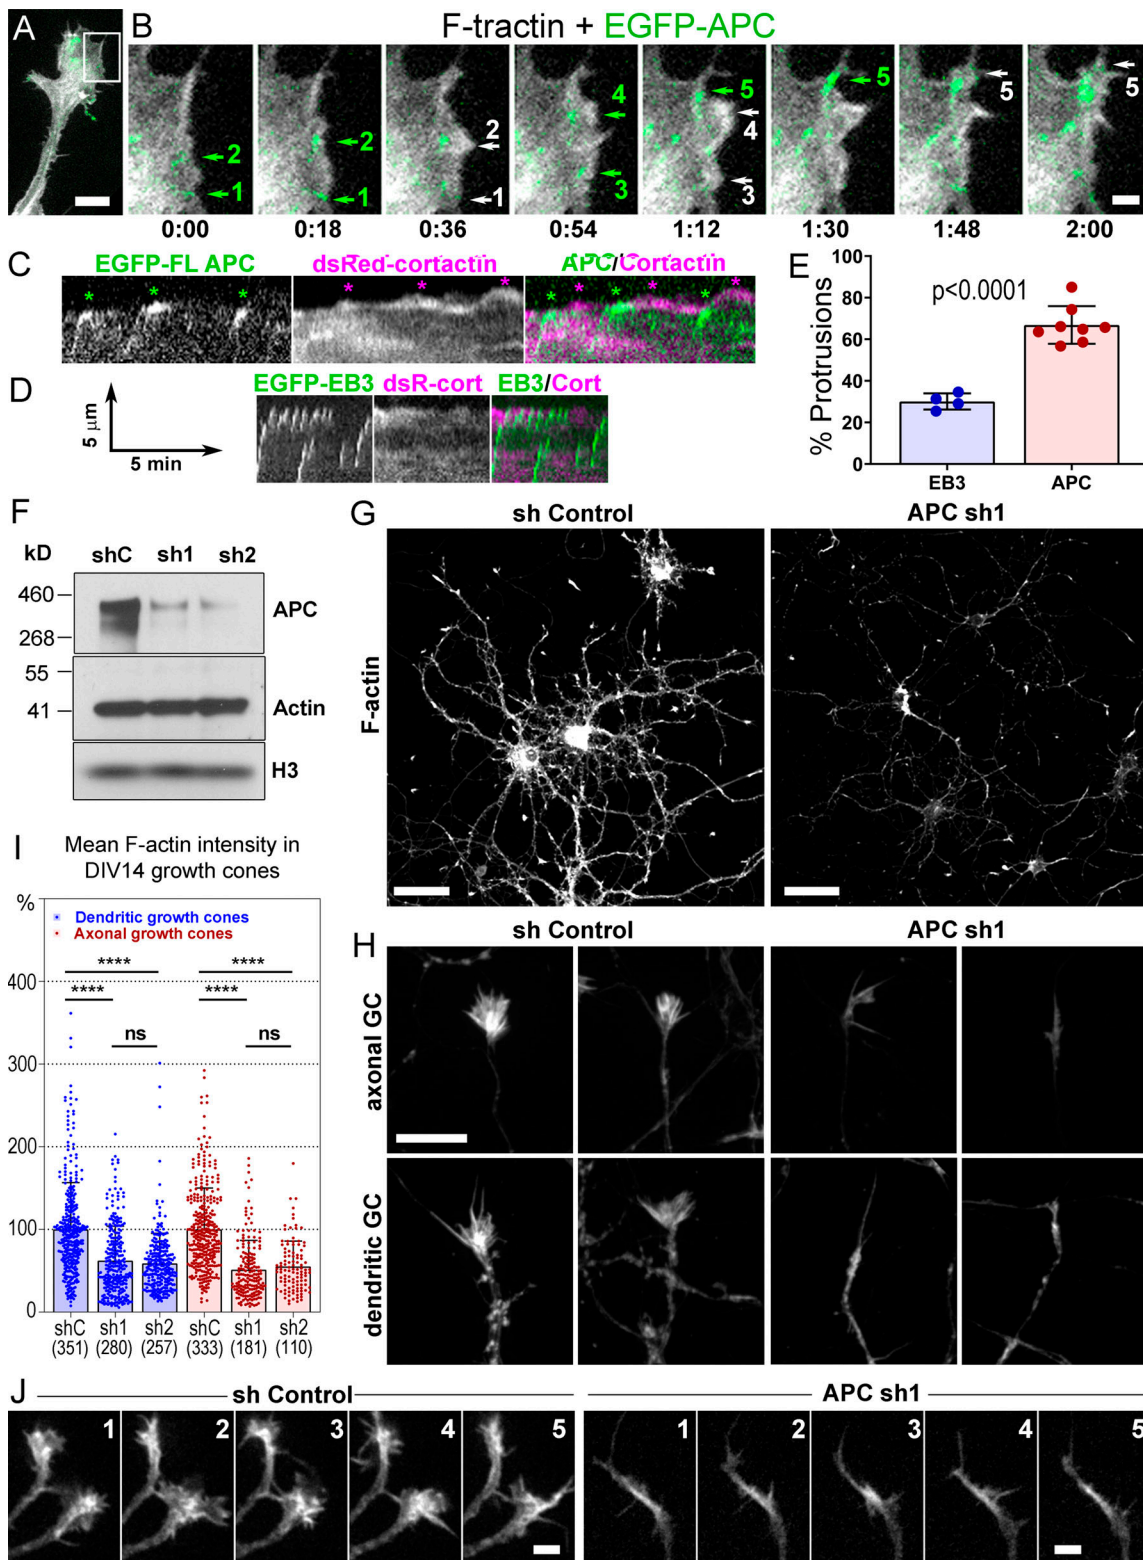 A
B
F-tractin + EGFP-APC
2
1
2
1
2
1
4
3
5
4
3
5
5
5
0:00 0:18 0:36 0:54 1:12 1:30 1:48 2:00
C
EGFP-FL APC dsRed-cortactin APC/Cortactin
* * * * * * * * * * * *
D
EGFP-EB3 dsR-cort EB3/Cort
5 μm
5 min
E
p<0.0001
% Protrusions
100
80
60
40
20
0
EB3 APC
F
kD shC sh1 sh2
460
268
APC
55
41
Actin
H3
G
sh Control APC sh1
F-actin
H
sh Control APC sh1
axonal GC
dendritic GC
I
Mean F-actin intensity in
DIV14 growth cones
%
Dendritic growth cones
Axonal growth cones
**** ****
400
**** ****
ns ns
300
200
100
0
shC sh1 sh2 shC sh1 sh2
(351) (280) (257) (333) (181) (110)
J
sh Control APC sh1
1 2 3 4 5 1 2 3 4 5